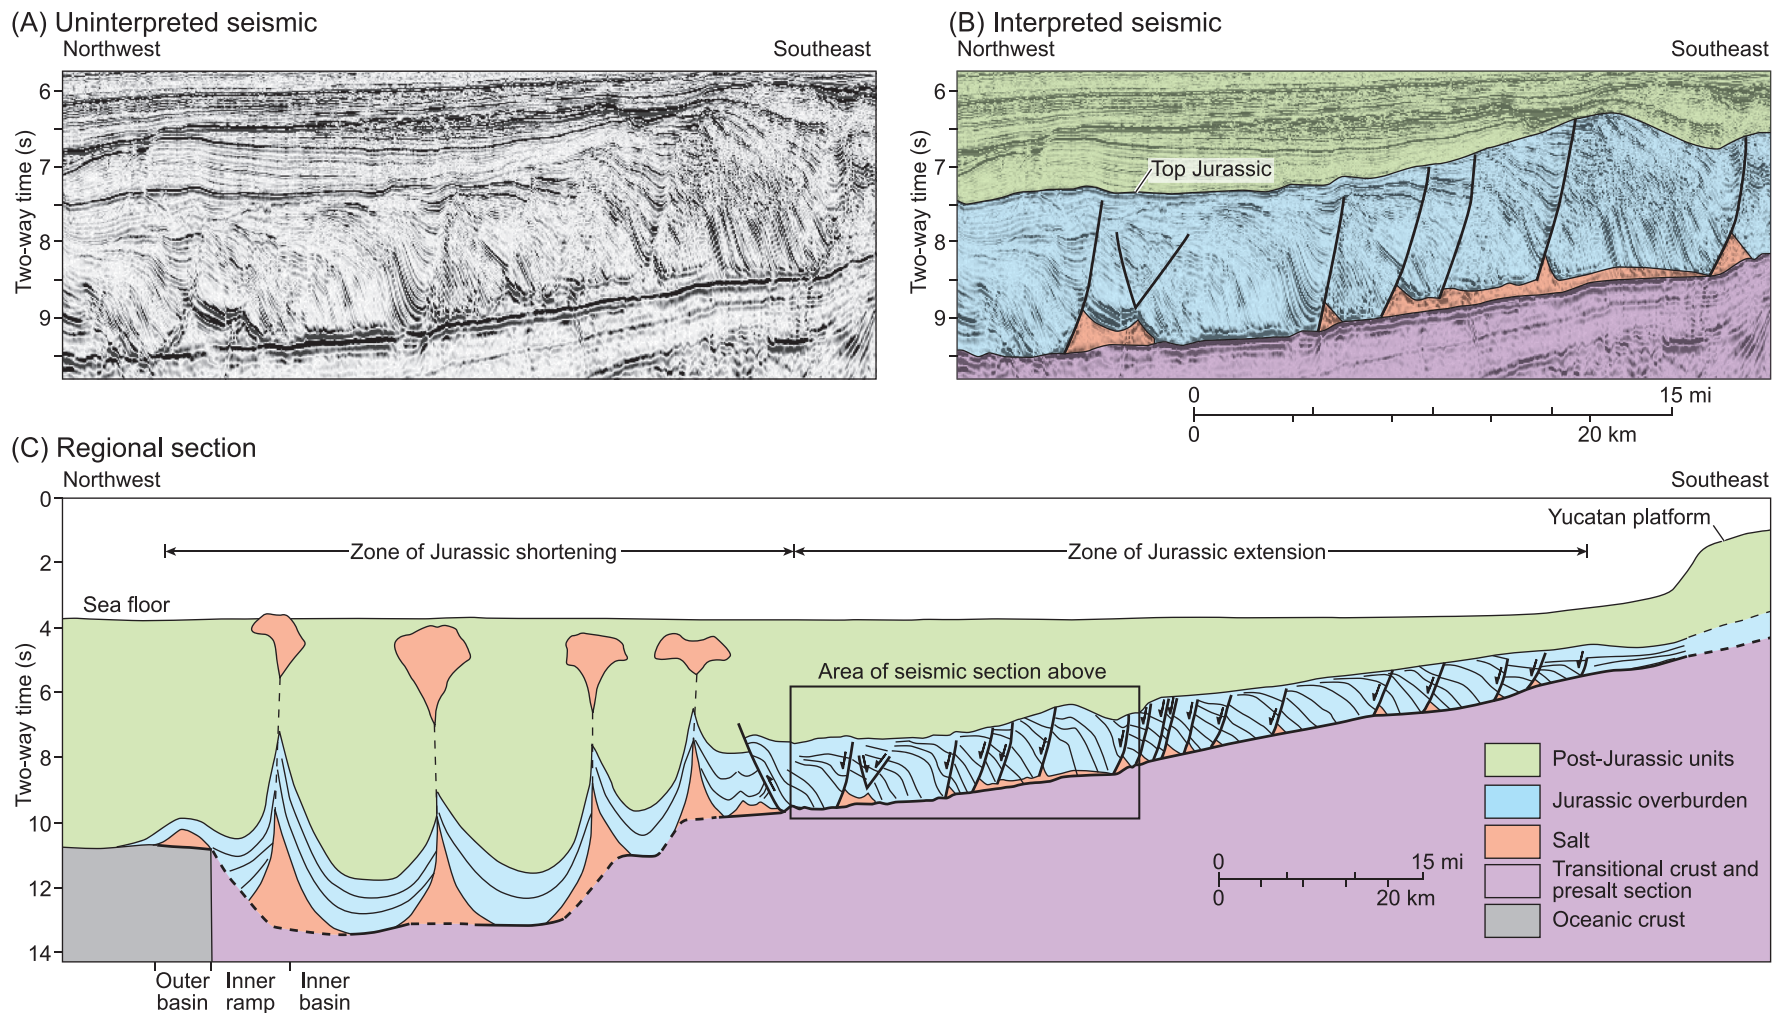 (A) Uninterpreted seismic
Northwest
Southeast
6
7
8
9
Two-way time (s)
(B) Interpreted seismic
Northwest
Southeast
6
7
8
9
Two-way time (s)
Top Jurassic
0
15 mi
0
20 km
(C) Regional section
Northwest
Southeast
0
2
4
6
8
10
12
14
Two-way time (s)
Yucatan platform
Zone of Jurassic shortening
Zone of Jurassic extension
Sea floor
Area of seismic section above
0
15 mi
0
20 km
Post-Jurassic units
Jurassic overburden
Salt
Transitional crust and
presalt section
Oceanic crust
Outer
basin
Inner
ramp
Inner
basin